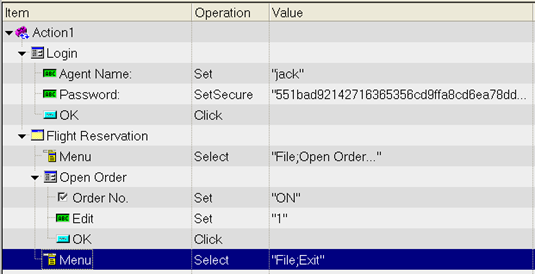 Item Operation Value
Action1
Login
Agent Name: Set "jack"
Password: SetSecure "551bad92142716365356cd9ffa8cd6ea78dd...
OK Click
Flight Reservation
Menu Select "File;Open Order..."
Open Order
Order No. Set "ON"
ABC Edit Set "1"
OK Click
Menu Select "File;Exit"